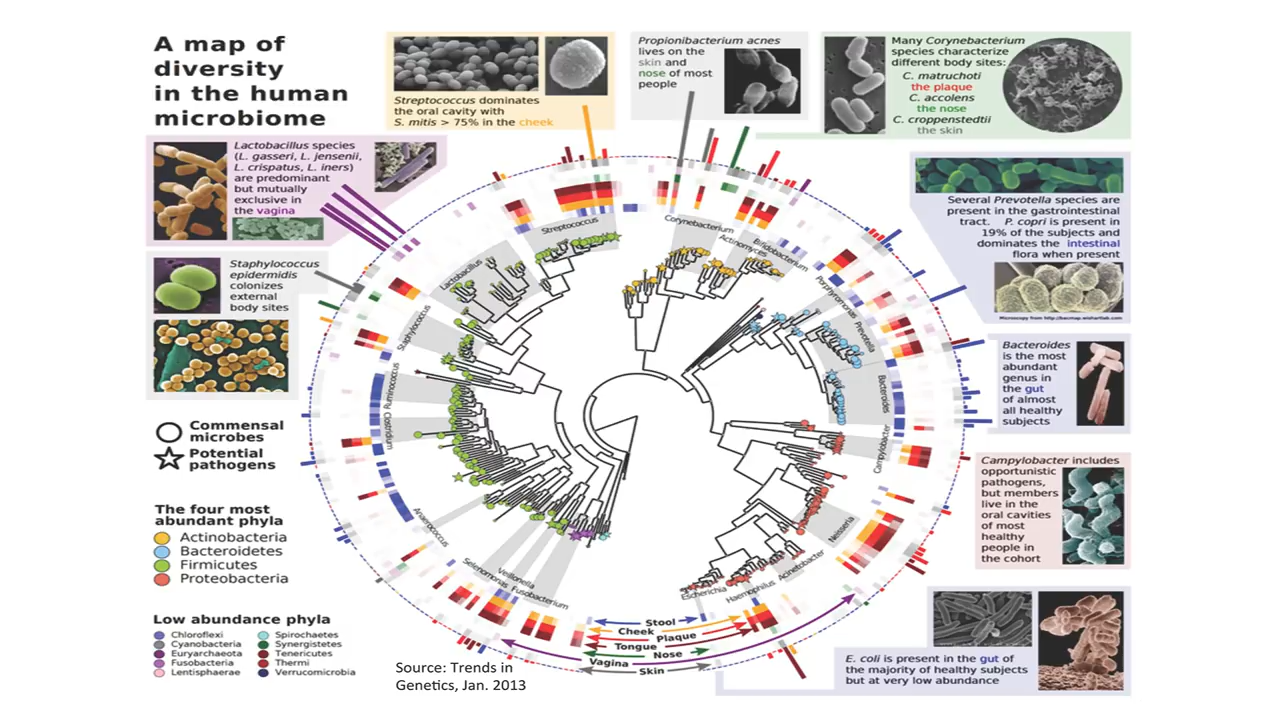 A map of
diversity
in the human
microbiome
Streptococcus dominates
the oral cavity with
S. mitis > 75% in the cheek
Propionibacterium acnes
lives on the
skin and
nose of most
people
Many Corynebacterium
species characterize
different body sites:
C. matruchoti
the plaque
C. accolens
the nose
C. croppenstedtii
the skin
Lactobacillus species
(L. gasseri, L. jensenii,
L. crispatus, L. iners)
are predominant
but mutually
exclusive in
the vagina
Several Prevotella species are
present in the gastrointestinal
tract. P. copri is present in
19% of the subjects and
dominates the intestinal
flora when present
Microscopy from http://bacmap.wishartlab.com
Staphylococcus
epidermidis
colonizes
external
body sites
Bacteroides
is the most
abundant
genus in
the gut
of almost
all healthy
subjects
Campylobacter includes
opportunistic
pathogens,
but members
live in the
oral cavities
of most
healthy
people in
the cohort
E. coli is present in the gut of
the majority of healthy subjects
but at very low abundance
Commensal
microbes
Potential
pathogens
The four most
abundant phyla
Actinobacteria
Bacteroidetes
Firmicutes
Proteobacteria
Low abundance phyla
Chloroflexi
Cyanobacteria
Euryarchaeota
Fusobacteria
Lentisphaerae
Spirochaetes
Synergistetes
Tenericutes
Thermi
Verrucomicrobia
Streptococcus
Corynebacterium
Actinomyces
Bifidobacterium
Porphyromonas
Prevotella
Bacteroides
Campylobacter
Neisseria
Acinetobacter
Haemophilus
Escherichia
Fusobacterium
Veillonella
Selenomonas
Anaerococcus
Clostridium
Ruminococcus
Staphylococcus
Lactobacillus
Stool
Cheek
Plaque
Tongue
Nose
Vagina
Skin
Source: Trends in
Genetics, Jan. 2013